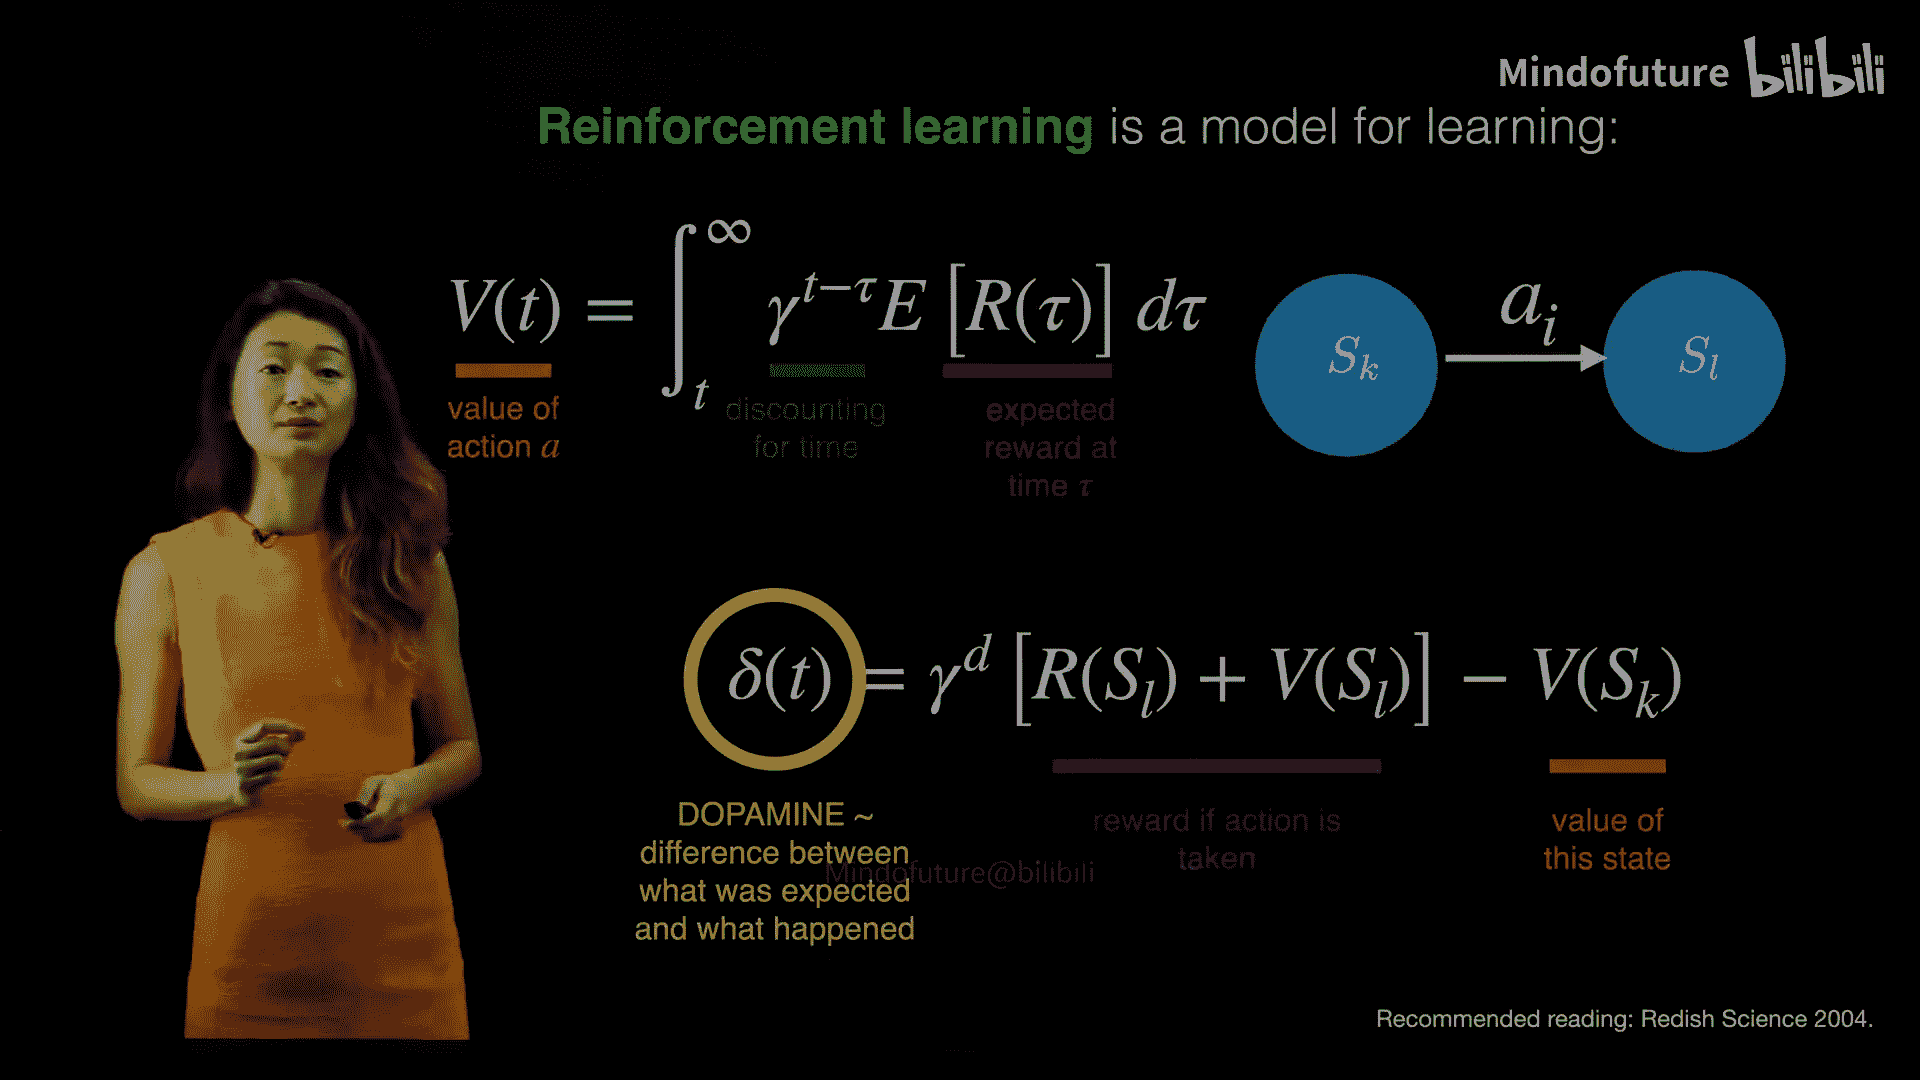 Mindofuture bilibili
Reinforcement learning is a model for learning:
V(t) = ∫_t^∞ γ^{t−τ} E [R(τ)] dτ
value of
action a
discounting
for time
expected
reward at
time τ
S_k
a_i
S_l
δ(t) = γ^d [R(S_l) + V(S_l)] − V(S_k)
DOPAMINE ~
difference between
what was expected
and what happened
reward if action is
taken
value of
this state
Mindofuture@bilibili
Recommended reading: Redish Science 2004.